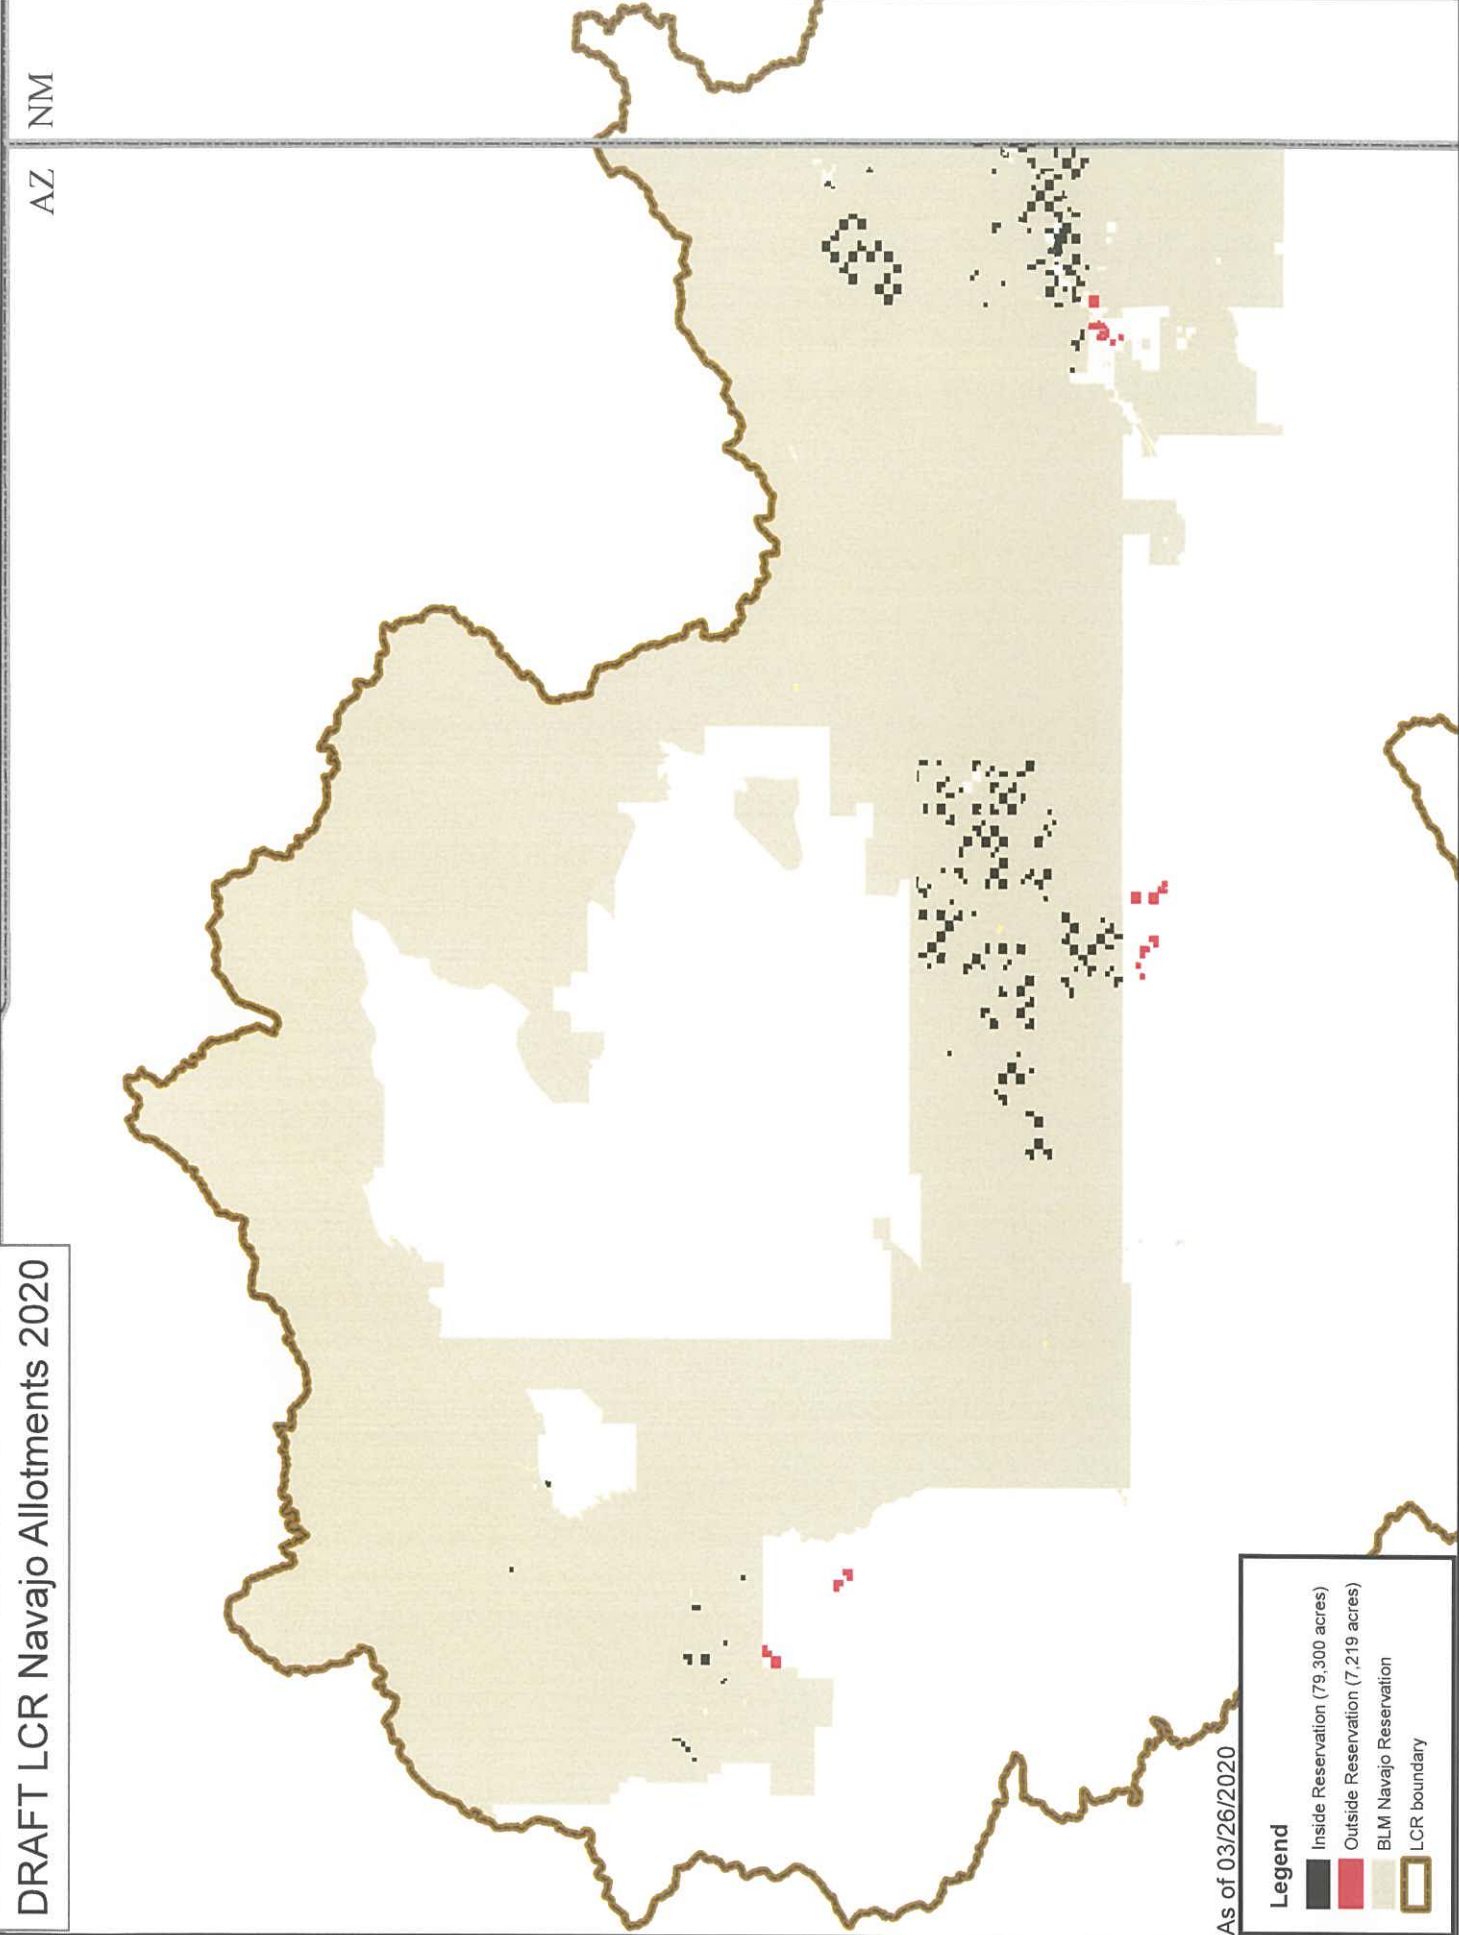 DRAFT LCR Navajo Allotments 2020
AZ
NM
As of 03/26/2020
Legend
Inside Reservation (79,300 acres)
Outside Reservation (7,219 acres)
BLM Navajo Reservation
LCR boundary